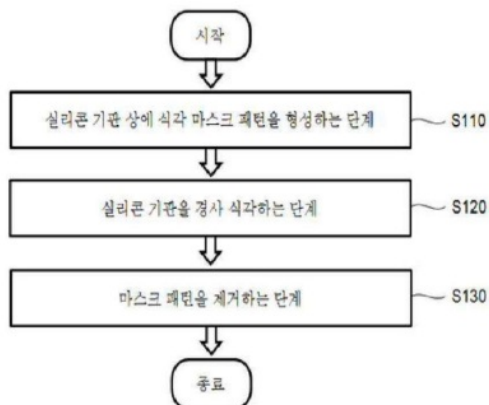 시작
실리콘 기판 상에 식각 마스크 패턴을 형성하는 단계
S110
실리콘 기판을 경사 식각하는 단계
S120
마스크 패턴을 제거하는 단계
S130
종료